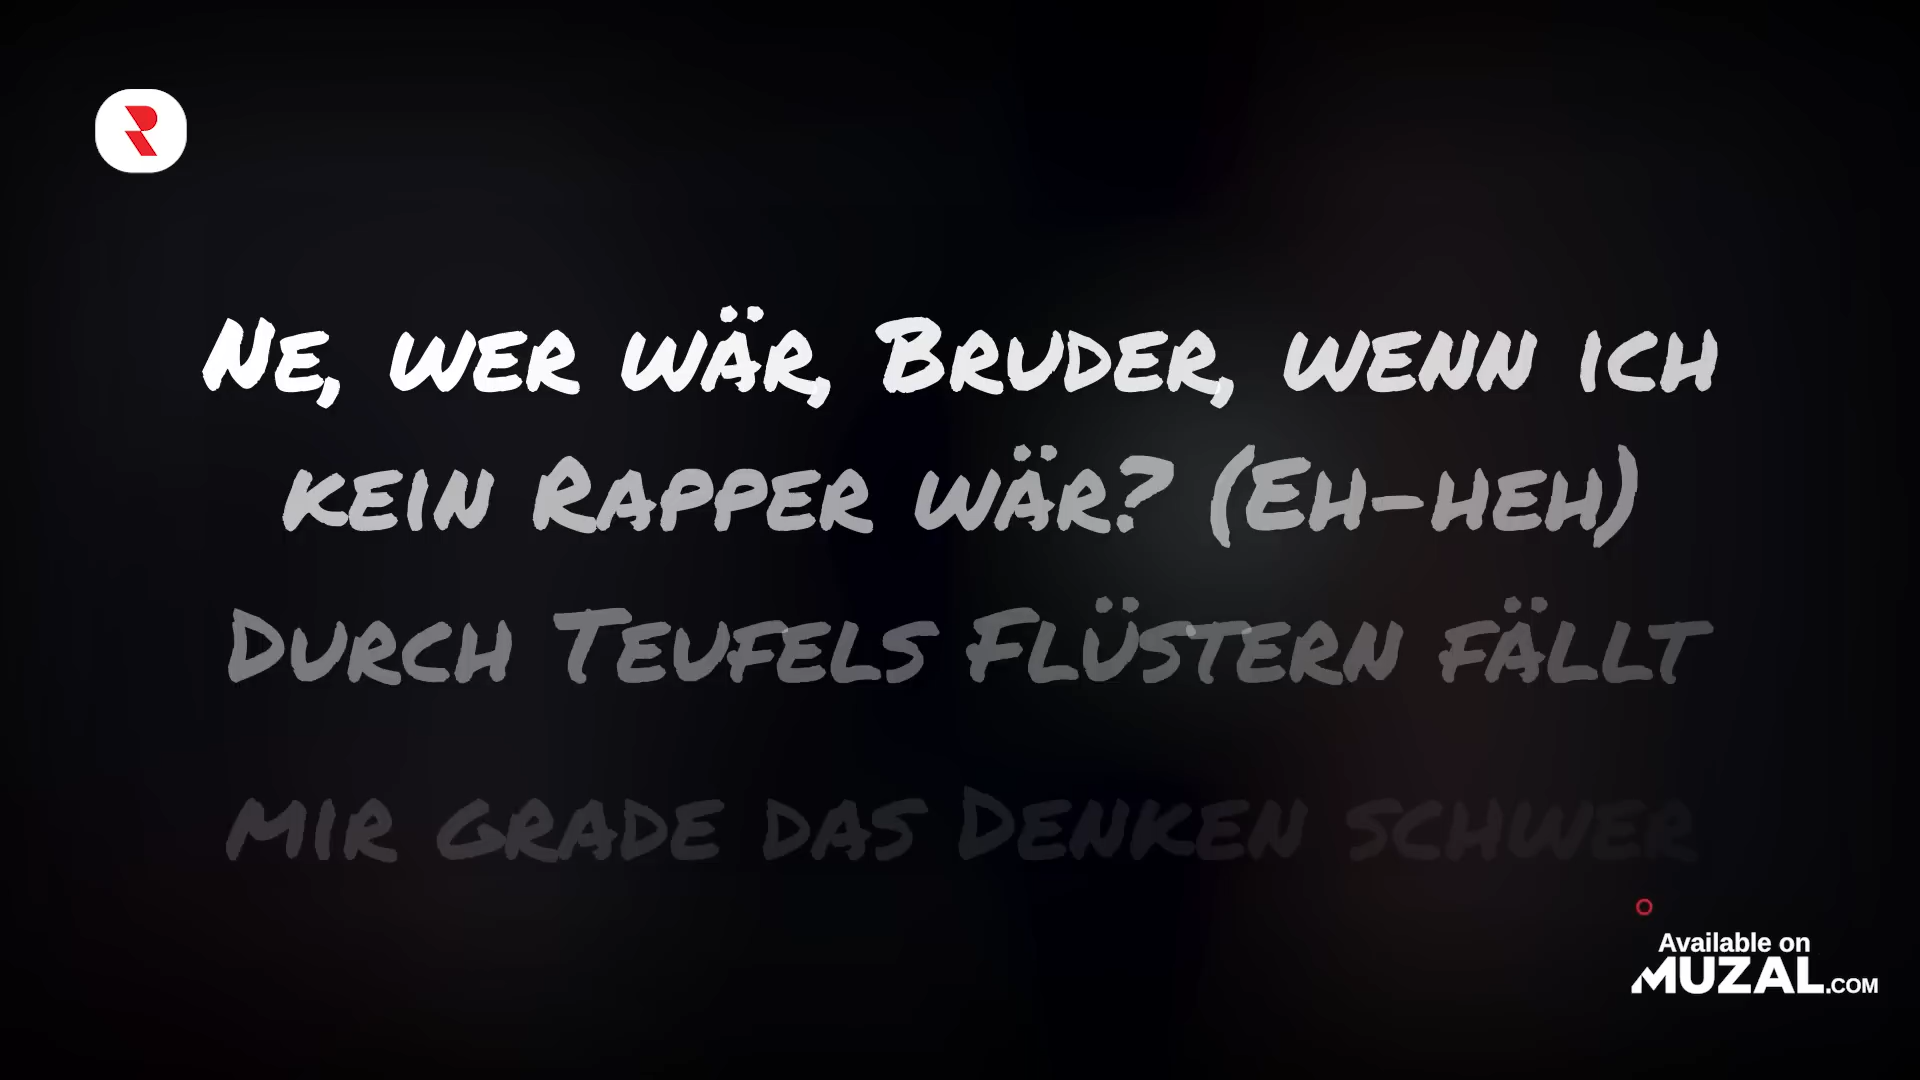 Ne, wer wär, Bruder, wenn ich
kein Rapper wär? (Eh-heh)
Durch Teufels Flüstern fällt
mir grade das Denken schwer
Available on
MUZAL.COM